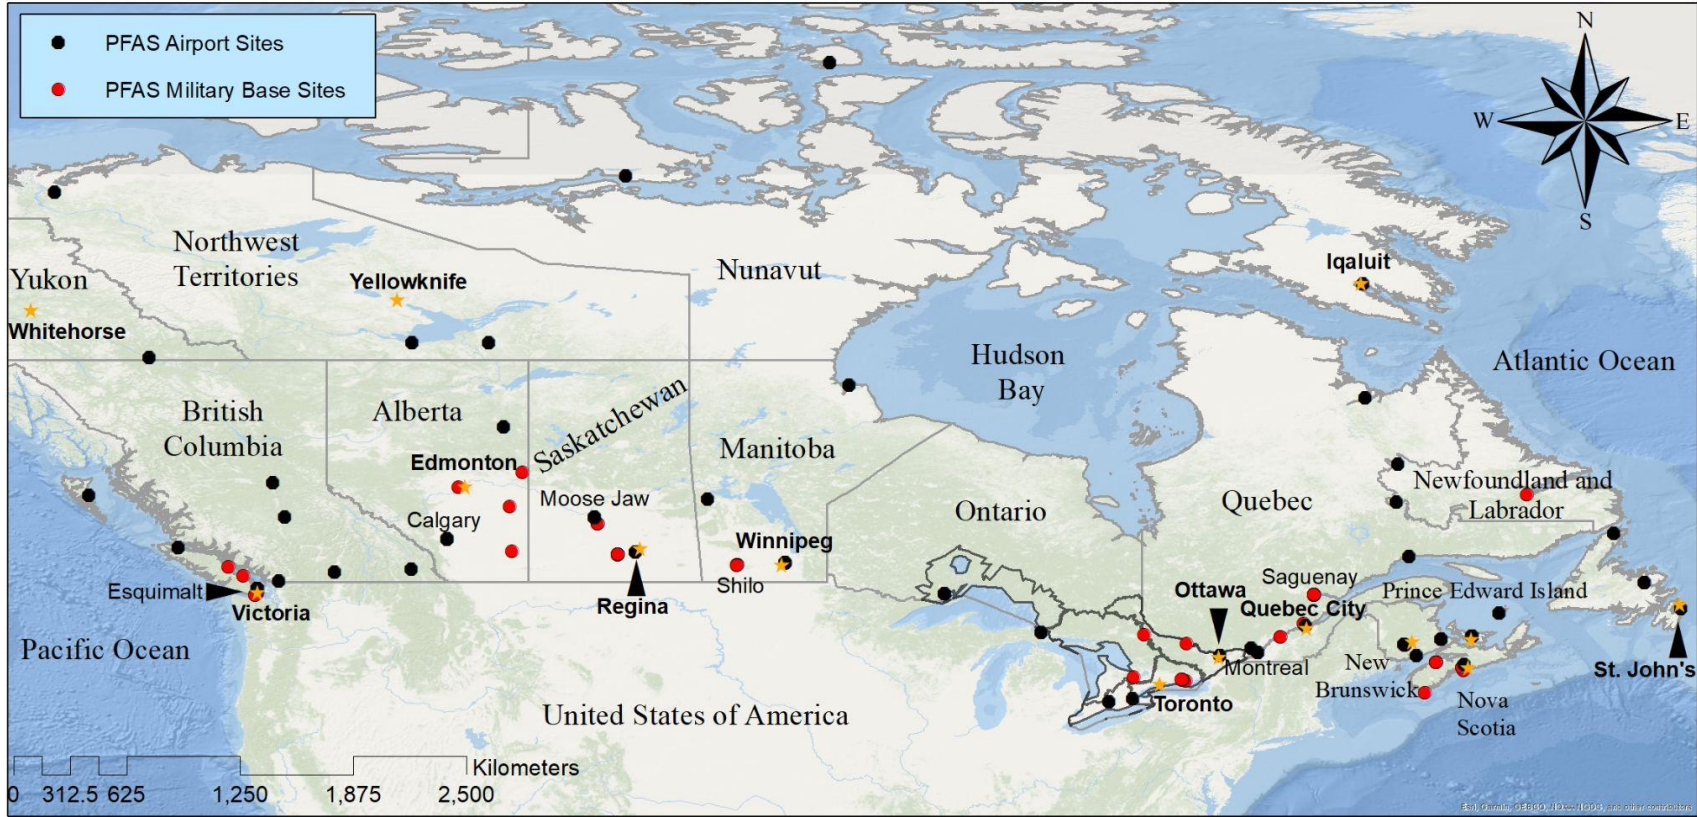 PFAS Airport Sites
PFAS Military Base Sites
N
W
E
S
Northwest
Territories
Yukon
Whitehorse
Yellowknife
Nunavut
Iqaluit
Hudson
Bay
Atlantic Ocean
British
Columbia
Alberta
Saskatchewan
Manitoba
Edmonton
Moose Jaw
Calgary
Ontario
Quebec
Newfoundland and
Labrador
Winnipeg
Shilo
Esquimalt
Victoria
Regina
Ottawa
Saguenay
Quebec City
Prince Edward Island
Pacific Ocean
Montreal
New
Brunswick
St. John's
Toronto
Nova
Scotia
United States of America
Kilometers
0 312.5 625 1,250 1,875 2,500